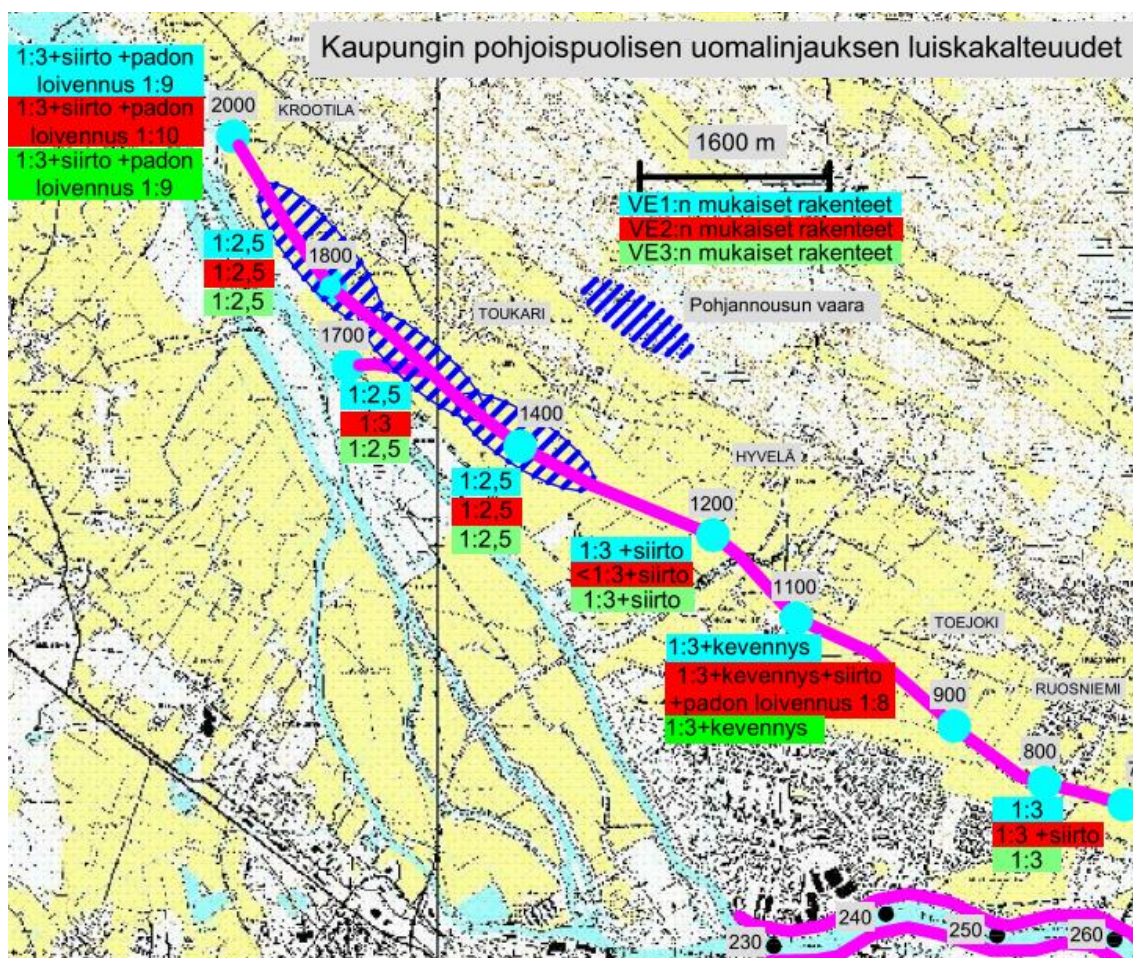 Kaupungin pohjoispuolisen uomalinjauksen luiskakalteuudet
1:3+siirto +padon
loivennus 1:9
1:3+siirto +padon
loivennus 1:10
1:3+siirto +padon
loivennus 1:9
2000
KROOTILA
1600 m
VE1:n mukaiset rakenteet
VE2:n mukaiset rakenteet
VE3:n mukaiset rakenteet
Pohjannousun vaara
1:2,5
1:2,5
1:2,5
1800
TOUKARI
1700
1:2,5
1:3
1:2,5
1400
1:2,5
1:2,5
1:2,5
HYVELÄ
1200
1:3 +siirto
<1:3+siirto
1:3+siirto
1100
1:3+kevennys
1:3+kevennys+siirto
+padon loivennus 1:8
1:3+kevennys
TOEJOKI
900
RUOSNIEMI
800
1:3
1:3 +siirto
1:3
230
240
250
260